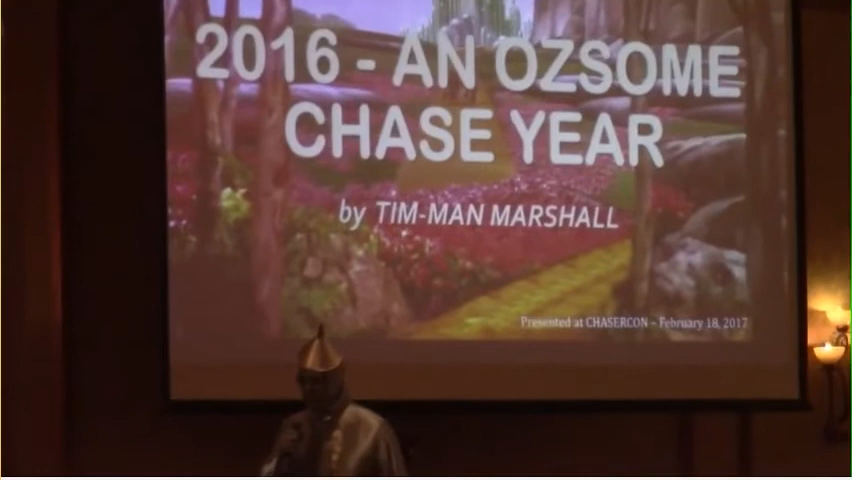 2016 - AN OZSOME
CHASE YEAR
by TIM-MAN MARSHALL
Presented at CHASERCON – February 18, 2017